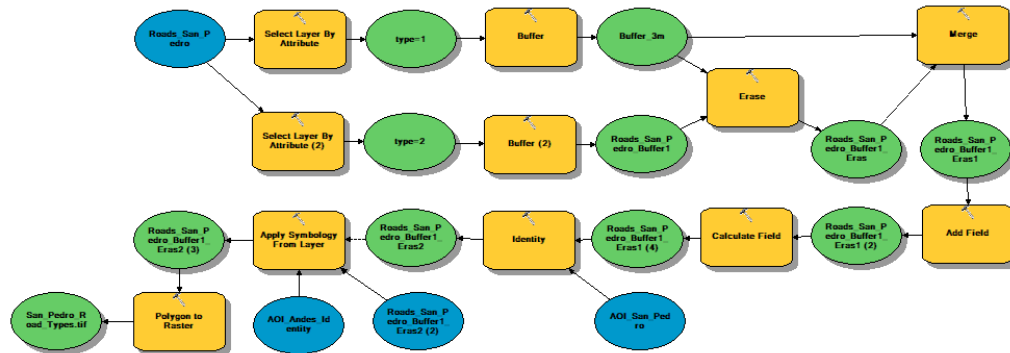 Roads_San_P
edro
Select Layer By
Attribute
type=1
Buffer
Buffer_3m
Merge
Erase
Select Layer By
Attribute (2)
type=2
Buffer (2)
Roads_San_P
edro_Buffer1
Roads_San_P
edro_Buffer1_
Eras
Roads_San_P
edro_Buffer1_
Eras1
Roads_San_P
edro_Buffer1_
Eras2 (3)
Apply Symbology
From Layer
Roads_San_P
edro_Buffer1_
Eras2
Identity
Roads_San_P
edro_Buffer1_
Eras1 (4)
Calculate Field
Roads_San_P
edro_Buffer1_
Eras1 (2)
Add Field
San_Pedro_R
oad_Types.tif
Polygon to
Raster
AOI_Andes_Id
entity
Roads_San_P
edro_Buffer1_
Eras2 (2)
AOI_San_Ped
ro